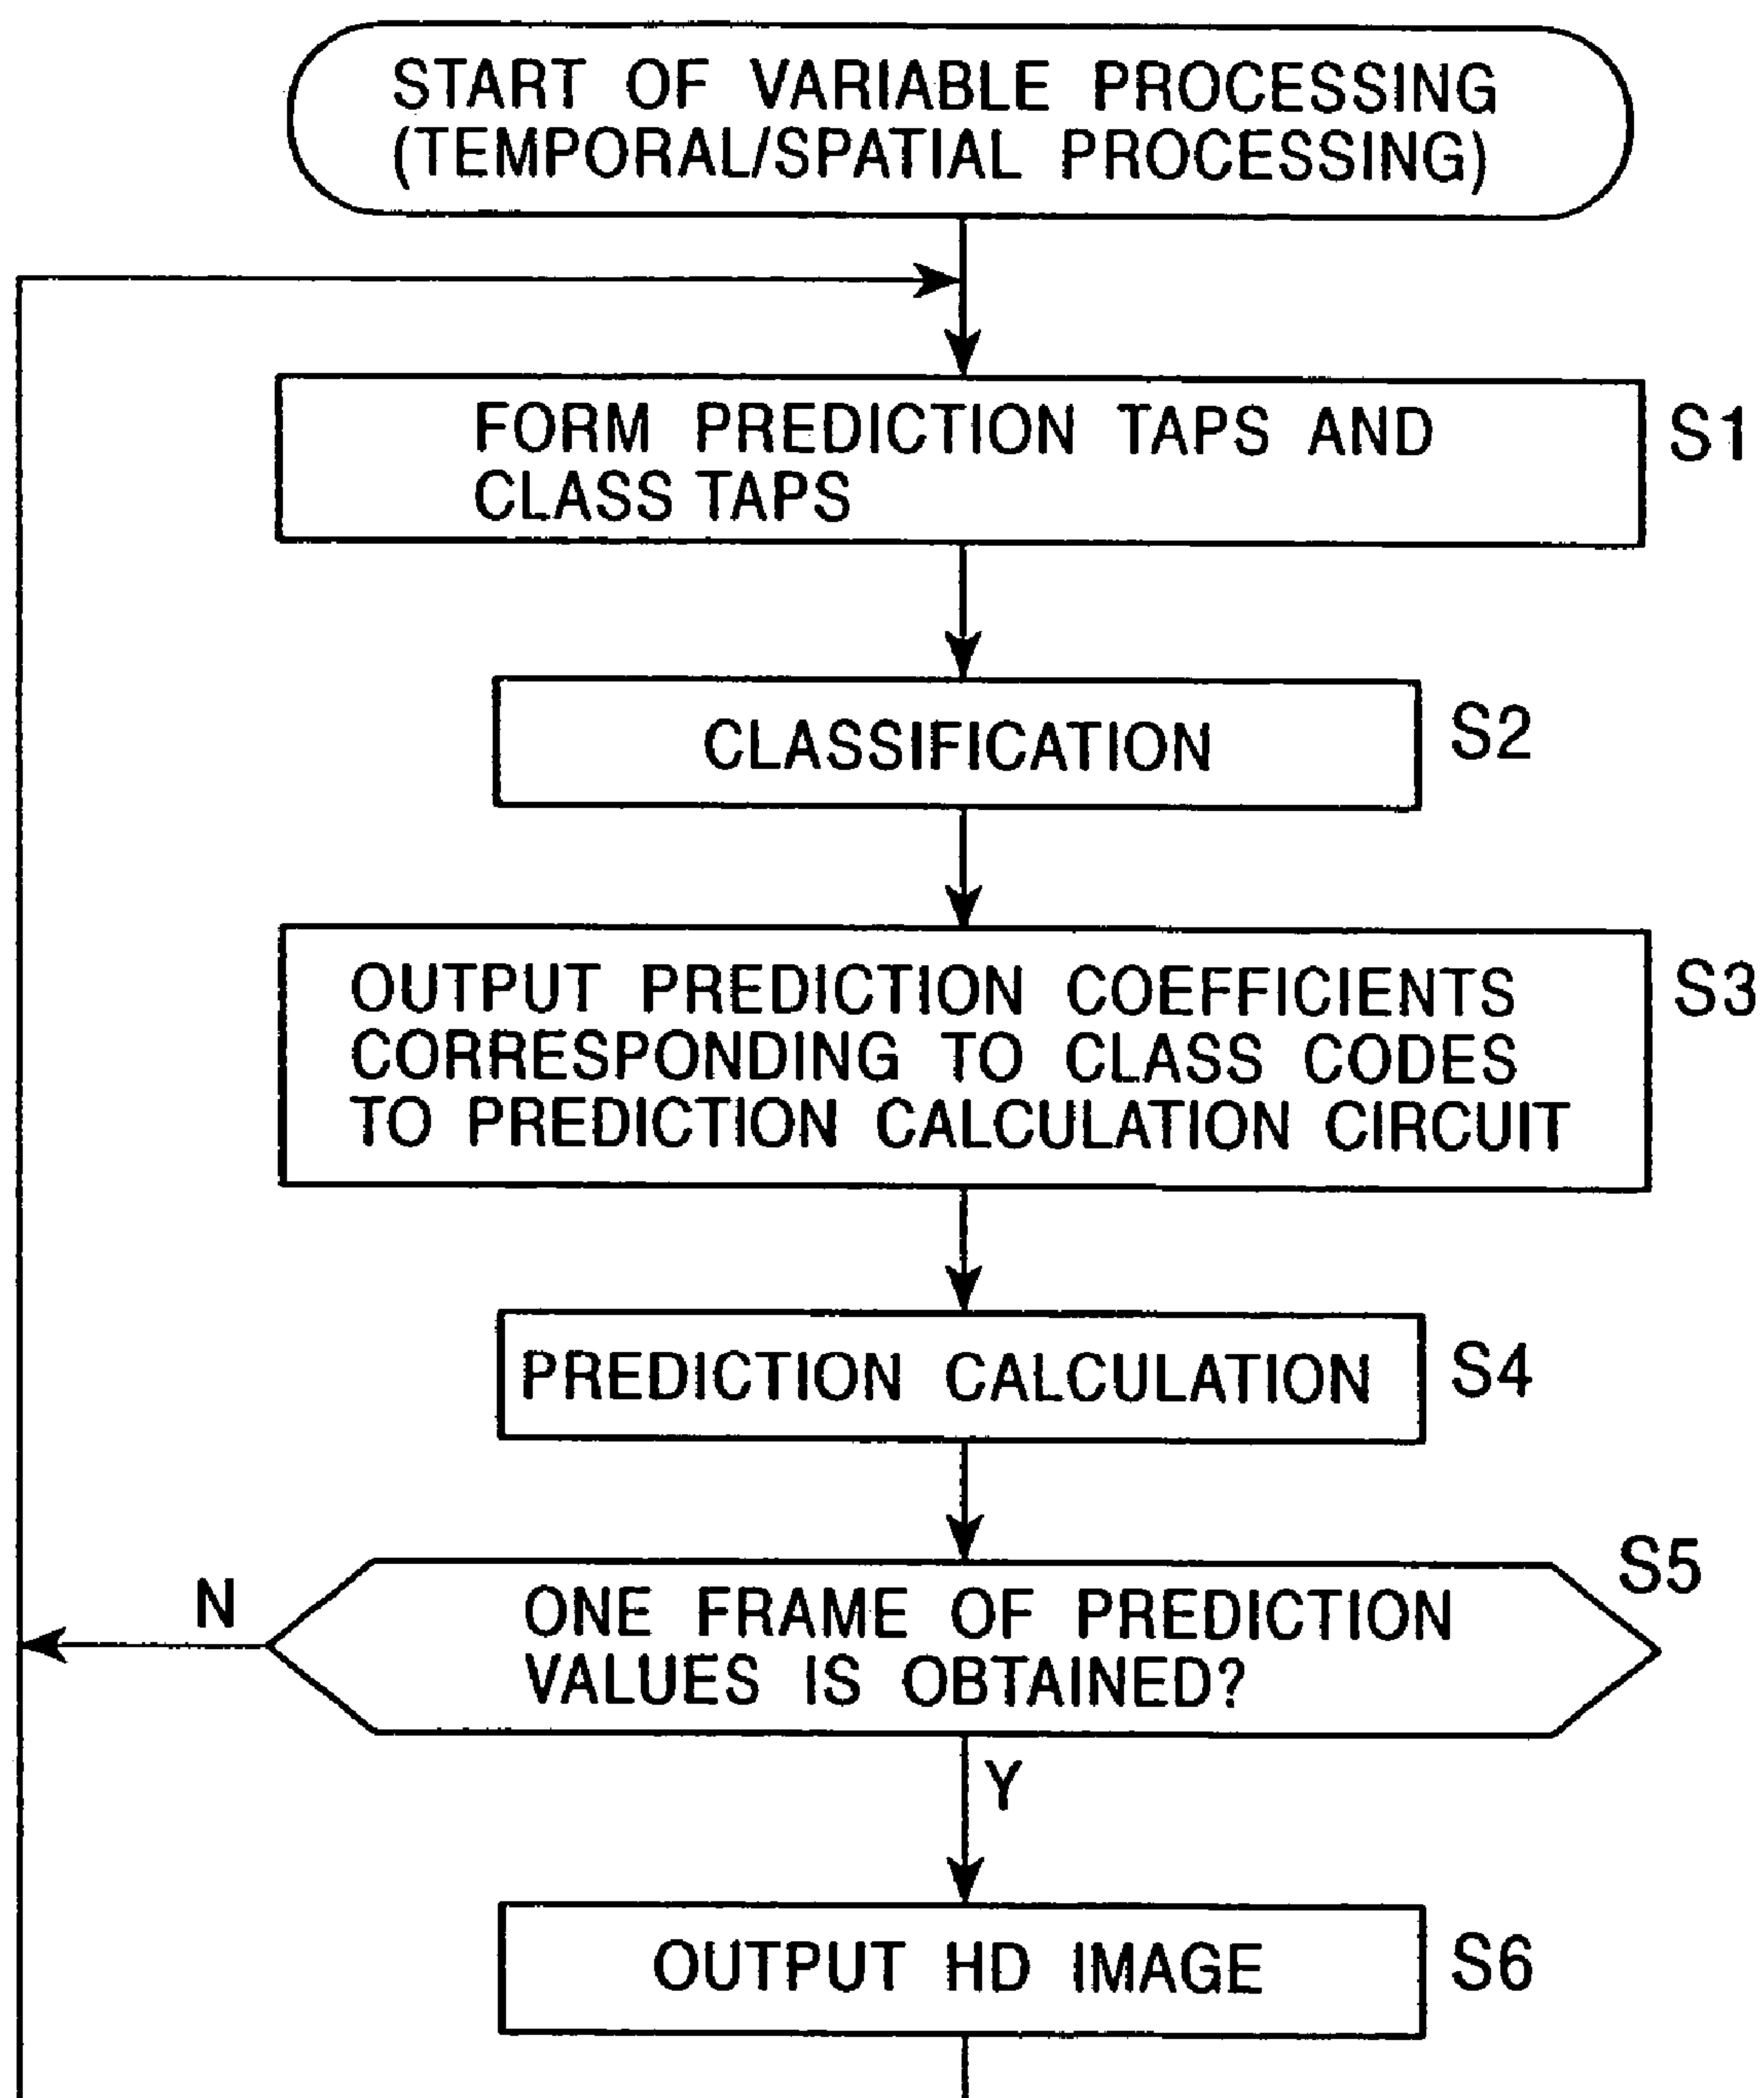 START OF VARIABLE PROCESSING
(TEMPORAL/SPATIAL PROCESSING)
FORM PREDICTION TAPS AND
CLASS TAPS
S1
CLASSIFICATION
S2
OUTPUT PREDICTION COEFFICIENTS
CORRESPONDING TO CLASS CODES
TO PREDICTION CALCULATION CIRCUIT
S3
PREDICTION CALCULATION
S4
ONE FRAME OF PREDICTION
VALUES IS OBTAINED?
S5
N
Y
OUTPUT HD IMAGE
S6